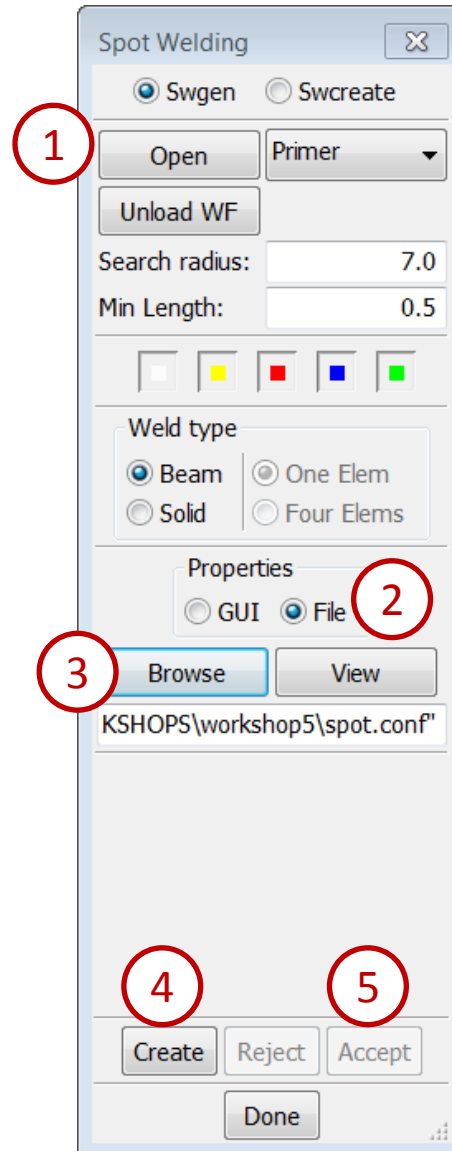 Spot Welding
Swgen Swcreate
1 Open Primer
Unload WF
Search radius: 7.0
Min Length: 0.5
Weld type
Beam One Elem
Solid Four Elems
Properties
GUI File 2
3 Browse View
KSHOPS\workshop5\spot.conf"
4 5
Create Reject Accept
Done